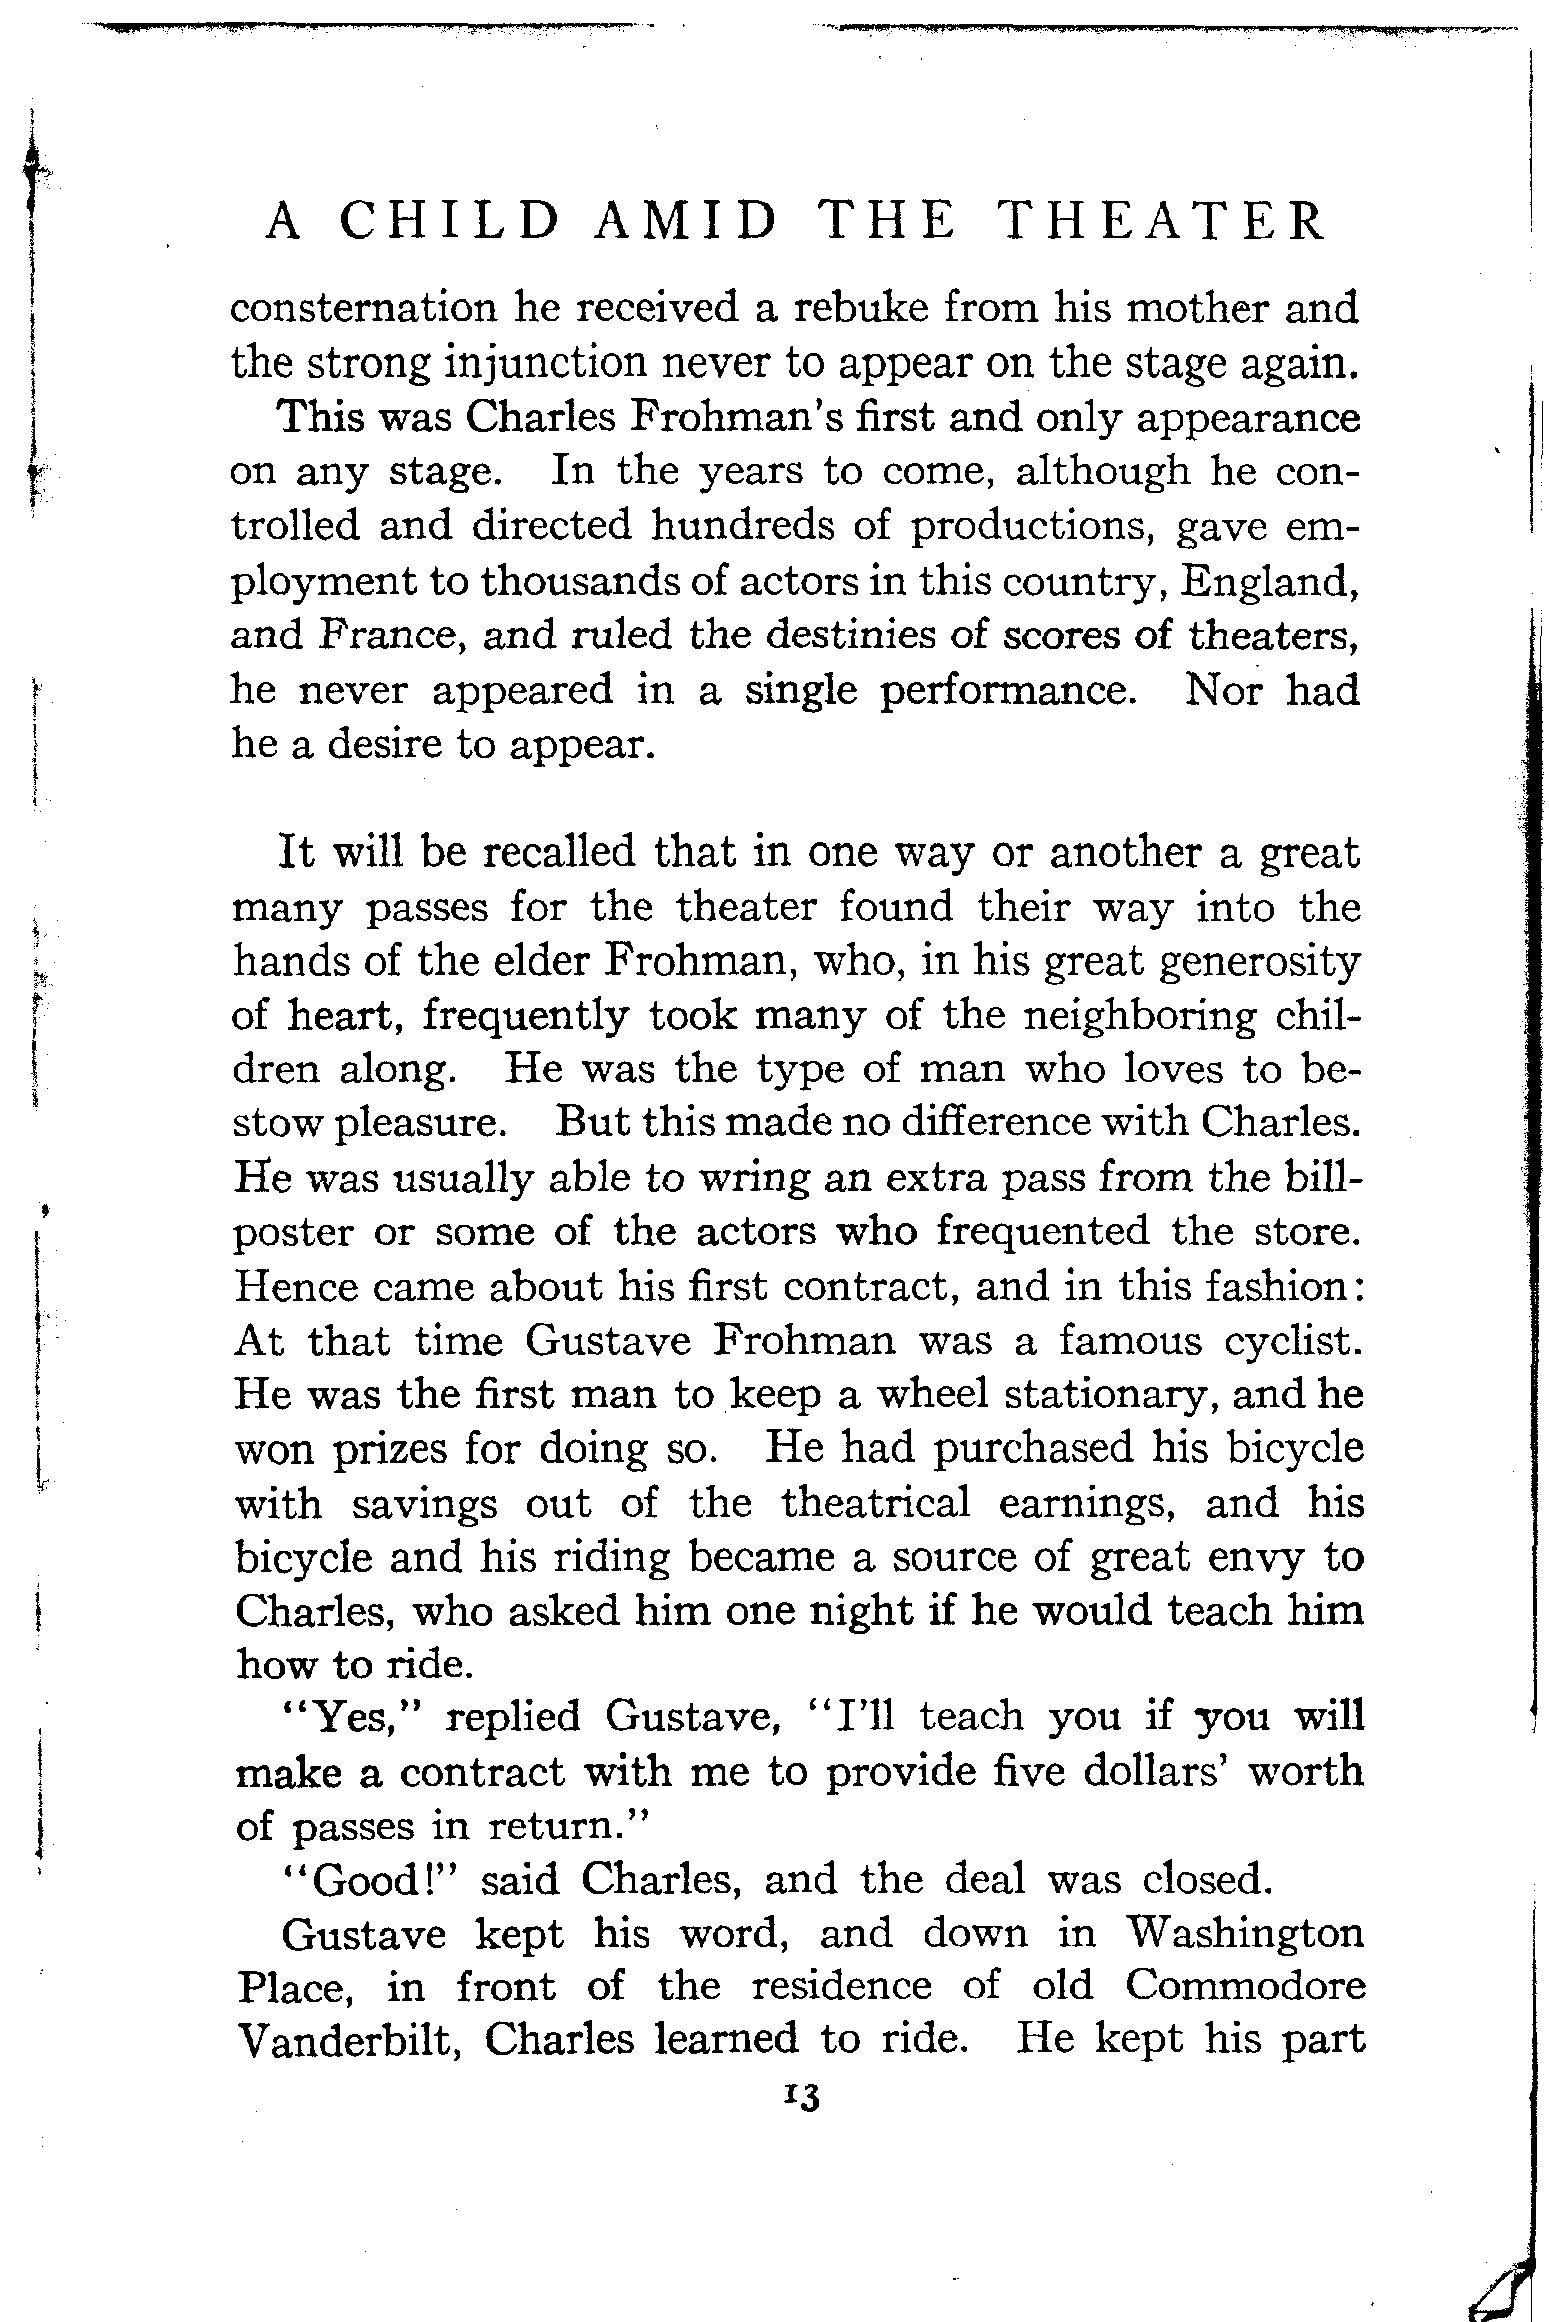 A CHILD AMID THE THEATER
consternation he received a rebuke from his mother and
the strong injunction never to appear on the stage again.
This was Charles Frohman's first and only appearance
on any stage. In the years to come, although he con-
trolled and directed hundreds of productions, gave em-
ployment to thousands of actors in this country, England,
and France, and ruled the destinies of scores of theaters,
he never appeared in a single performance. Nor had
he a desire to appear.
It will be recalled that in one way or another a great
many passes for the theater found their way into the
hands of the elder Frohman, who, in his great generosity
of heart, frequently took many of the neighboring chil-
dren along. He was the type of man who loves to be-
stow pleasure. But this made no difference with Charles.
He was usually able to wring an extra pass from the bill-
poster or some of the actors who frequented the store.
Hence came about his first contract, and in this fashion:
At that time Gustave Frohman was a famous cyclist.
He was the first man to keep a wheel stationary, and he
won prizes for doing so. He had purchased his bicycle
with savings out of the theatrical earnings, and his
bicycle and his riding became a source of great envy to
Charles, who asked him one night if he would teach him
how to ride.
"Yes," replied Gustave, "I'll teach you if you will
make a contract with me to provide five dollars' worth
of passes in return."
"Good!" said Charles, and the deal was closed.
Gustave kept his word, and down in Washington
Place, in front of the residence of old Commodore
Vanderbilt, Charles learned to ride. He kept his part
13